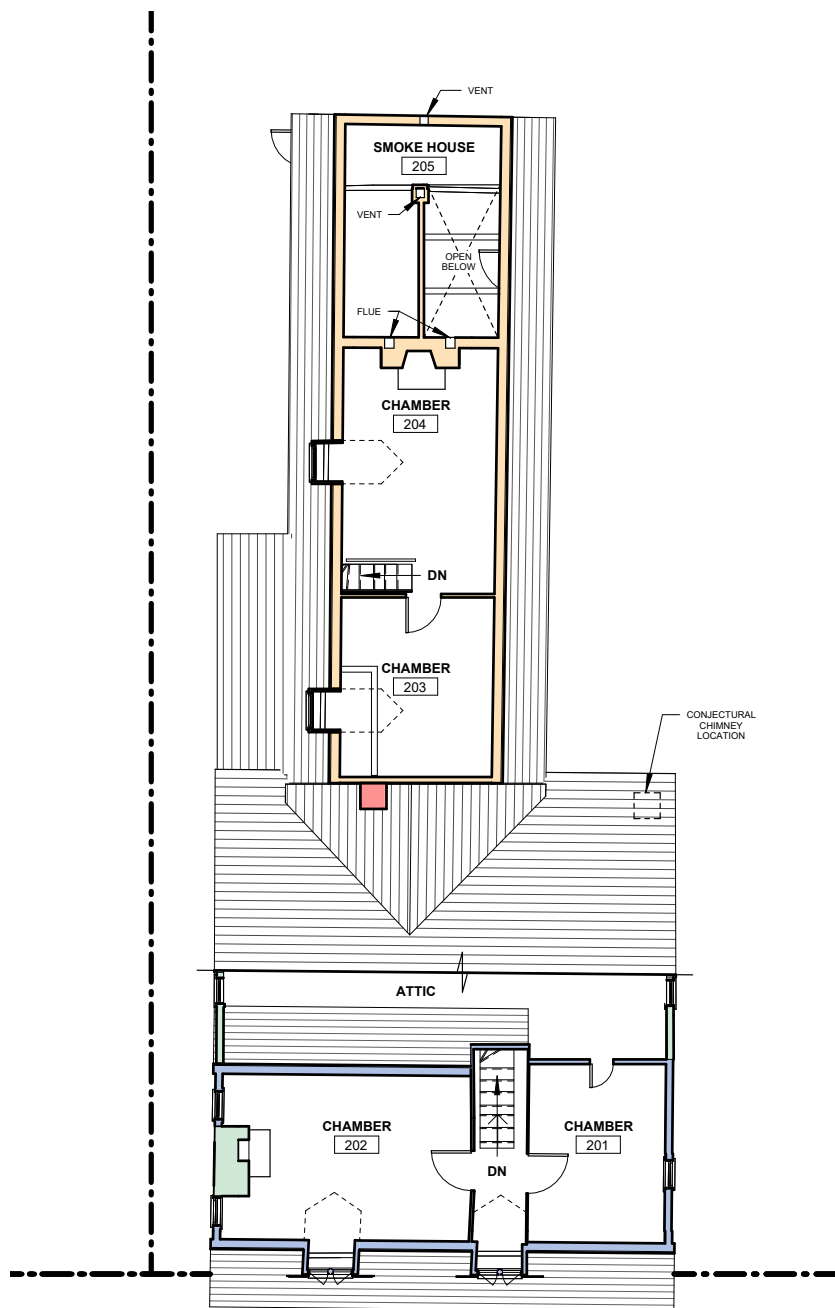 VENT
SMOKE HOUSE
205
VENT
OPEN
BELOW
FLUE
CHAMBER
204
DN
CHAMBER
203
CONJECTURAL
CHIMNEY
LOCATION
ATTIC
CHAMBER
202
CHAMBER
201
DN